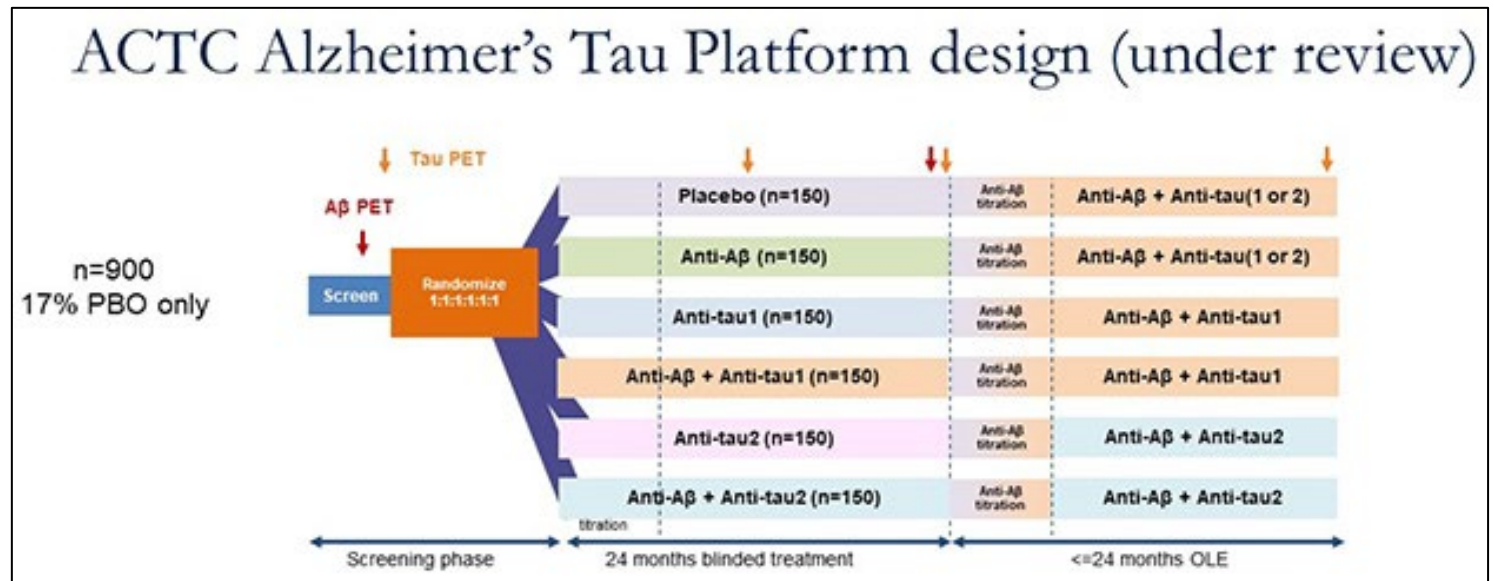 ACTC Alzheimer's Tau Platform design (under review)
Tau PET
Aβ PET
n=900
17% PBO only
Screen
Randomize
1:1:1:1:1:1
Placebo (n=150)
Anti-Aβ
titration
Anti-Aβ + Anti-tau(1 or 2)
Anti-Aβ (n=150)
Anti-Aβ
titration
Anti-Aβ + Anti-tau(1 or 2)
Anti-tau1 (n=150)
Anti-Aβ
titration
Anti-Aβ + Anti-tau1
Anti-Aβ + Anti-tau1 (n=150)
Anti-Aβ
titration
Anti-Aβ + Anti-tau1
Anti-tau2 (n=150)
Anti-Aβ
titration
Anti-Aβ + Anti-tau2
Anti-Aβ + Anti-tau2 (n=150)
Anti-Aβ
titration
Anti-Aβ + Anti-tau2
titration
Screening phase
24 months blinded treatment
<=24 months OLE